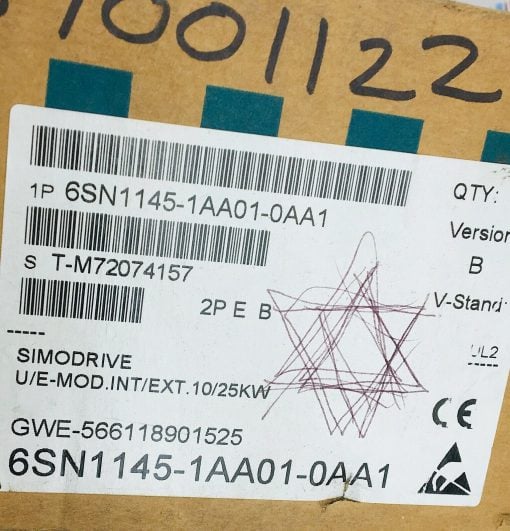 1001122
QTY:
1P 6SN1145-1AA01-0AA1
Version
B
S T-M72074157
V-Stand:
2P E B
UL2
-----
-----
SIMODRIVE
U/E-MOD.INT/EXT.10/25KW
CE
GWE-566118901525
6SN1145-1AA01-0AA1